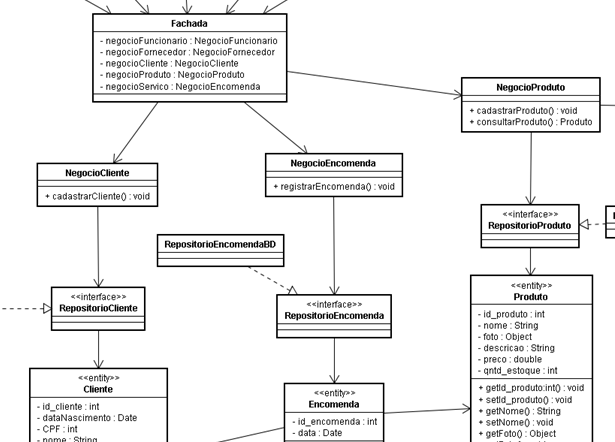 Fachada
- negocioFuncionario : NegocioFuncionario
- negocioFornecedor : NegocioFornecedor
- negocioCliente : NegocioCliente
- negocioProduto : NegocioProduto
- negocioServico : NegocioEncomenda
NegocioProduto
+ cadastrarProduto() : void
+ consultarProduto() : Produto
NegocioCliente
+ cadastrarCliente() : void
NegocioEncomenda
+ registrarEncomenda() : void
RepositorioEncomendaBD
<<interface>>
RepositorioProduto
<<interface>>
RepositorioCliente
<<interface>>
RepositorioEncomenda
<<entity>>
Produto
- id_produto : int
- nome : String
- foto : Object
- descricao : String
- preco : double
- qntd_estoque : int
+ getId_produto:int() : void
+ setId_produto() : void
+ getNome() : String
+ setNome() : void
+ getFoto() : Object
<<entity>>
Cliente
- id_cliente : int
- dataNascimento : Date
- CPF : int
- nome : String
<<entity>>
Encomenda
- id_encomenda : int
- data : Date